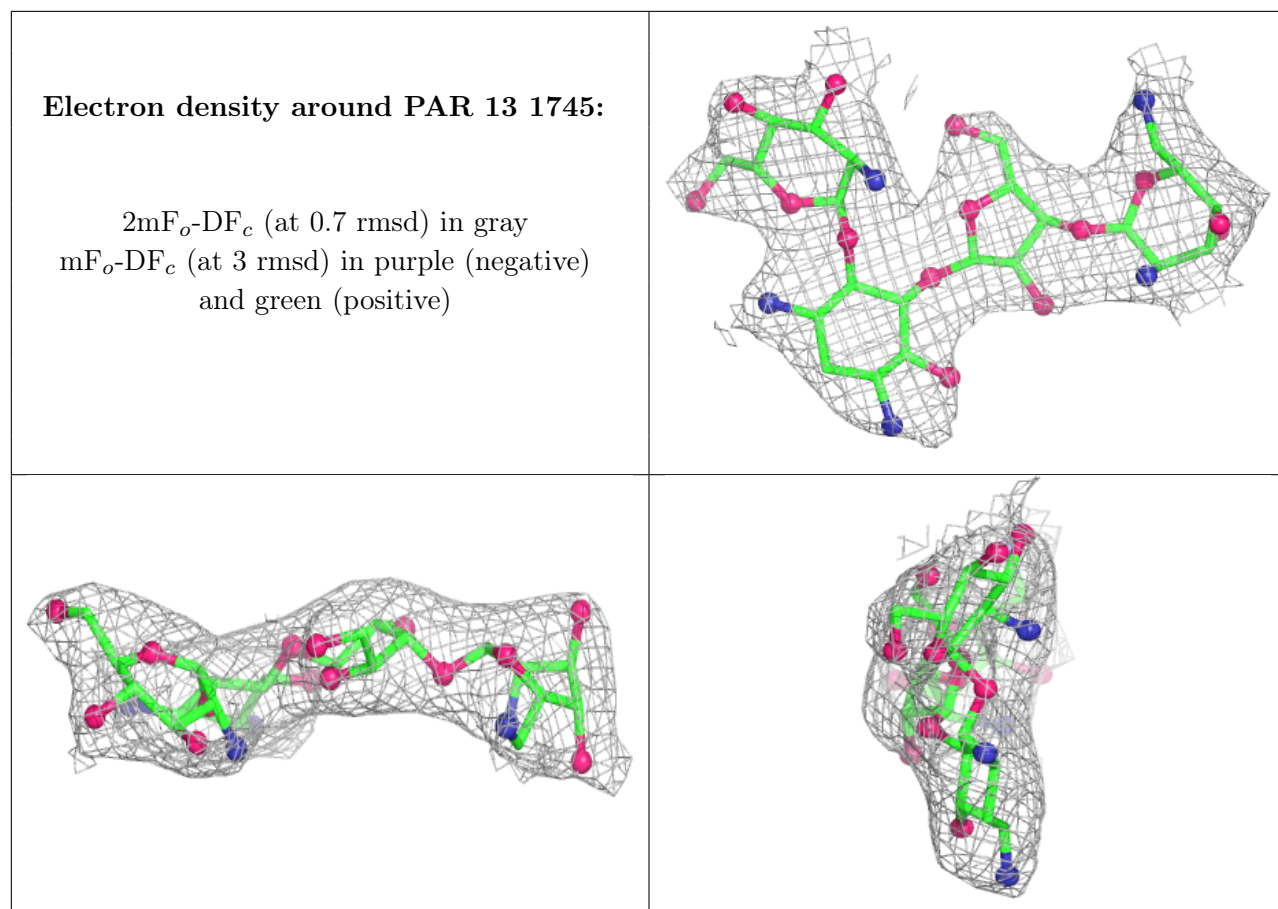 Electron density around PAR 13 1745:
2mFo-DFc (at 0.7 rmsd) in gray
mFo-DFc (at 3 rmsd) in purple (negative)
and green (positive)